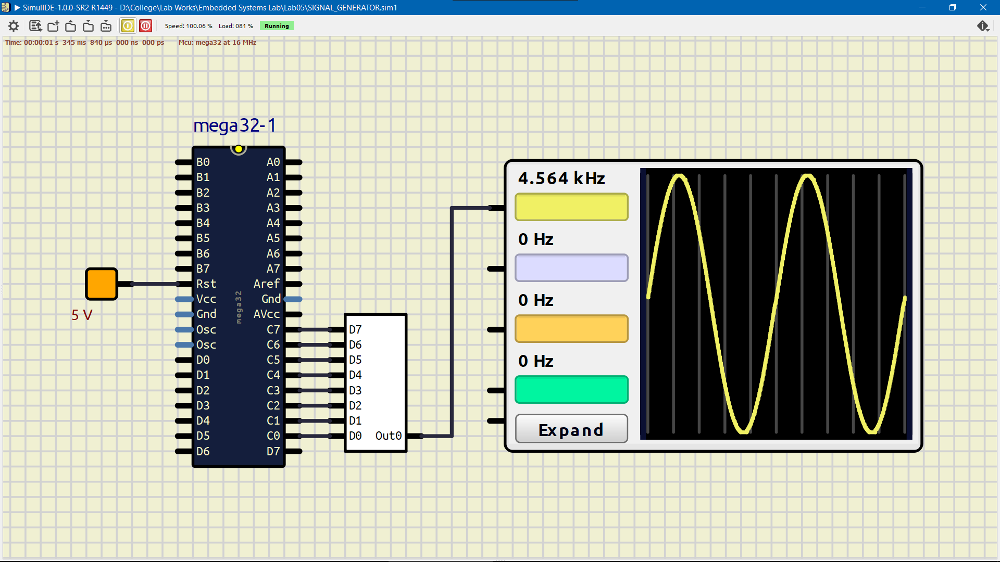 SimulIDE-1.0.0-SR2 R1449 - D:\College\Lab Works\Embedded Systems Lab\Lab05\SIGNAL_GENERATOR.sim1
Speed: 100.06 % Load: 081 % Running
Time: 00:00:01 s 345 ms 840 µs 000 ns 000 ps Mcu: mega32 at 16 MHz
mega32-1
B0 A0
B1 A1
B2 A2
B3 A3
B4 A4
B5 A5
B6 A6
B7 A7
Rst Aref
Vcc Gnd
Gnd AVcc
Osc C7
Osc C6
D0 C5
D1 C4
D2 C3
D3 C2
D4 C1
D5 C0
D6 D7
mega32
5 V
D7
D6
D5
D4
D3
D2
D1
D0 Out0
4.564 kHz
0 Hz
0 Hz
0 Hz
Expand